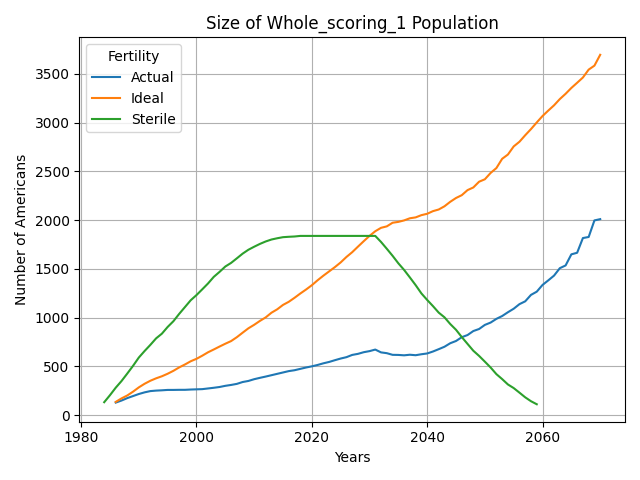 Size of Whole_scoring_1 Population
Fertility
Actual
Ideal
Sterile
Number of Americans
3500
3000
2500
2000
1500
1000
500
0
1980
2000
2020
2040
2060
Years